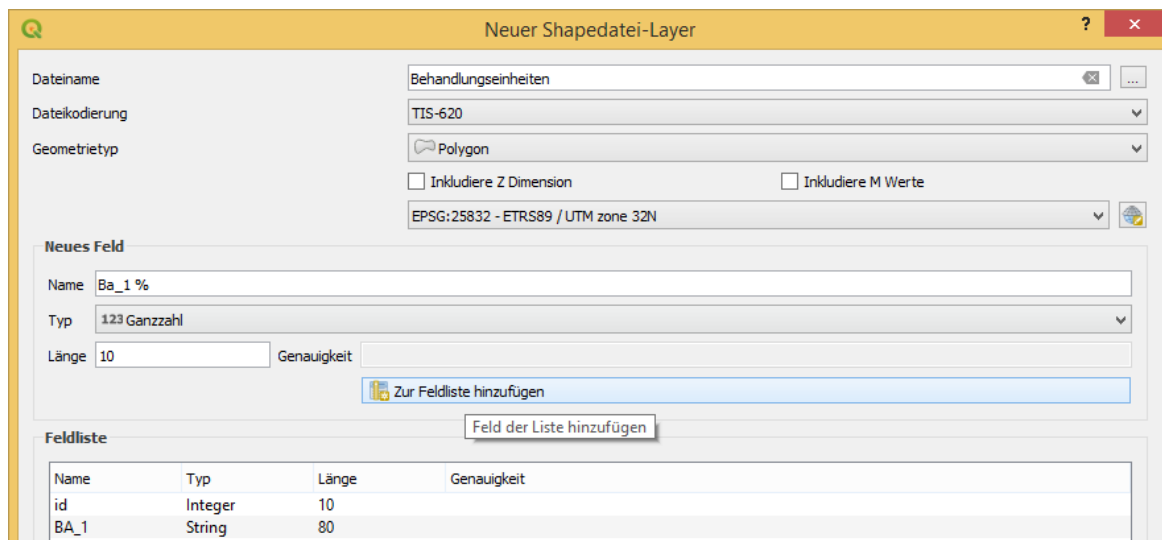 Neuer Shapedatei-Layer ? ×
Dateiname Behandlungseinheiten ...
Dateikodierung TIS-620
Geometrietyp Polygon
Inkludiere Z Dimension Inkludiere M Werte
EPSG:25832 - ETRS89 / UTM zone 32N
Neues Feld
Name Ba_1 %
Typ 123 Ganzzahl
Länge 10 Genauigkeit
Zur Feldliste hinzufügen
Feld der Liste hinzufügen
Feldliste
Name Typ Länge Genauigkeit
id Integer 10
BA_1 String 80